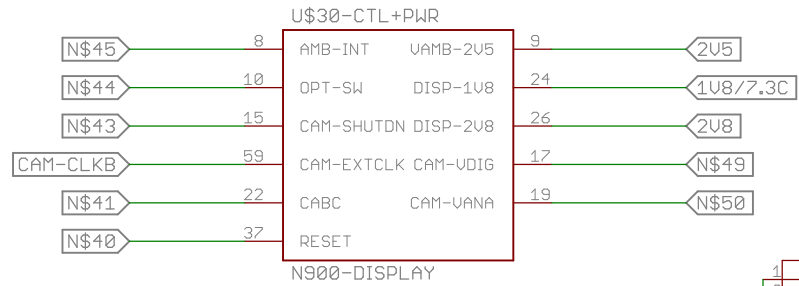 U$30-CTL+PWR
N$45 8 AMB-INT VAMB-2V5 9 2V5
N$44 10 OPT-SW DISP-1V8 24 1V8/7.3C
N$43 15 CAM-SHUTDN DISP-2V8 26 2V8
CAM-CLKB 59 CAM-EXTCLK CAM-VDIG 17 N$49
N$41 22 CABC CAM-VANA 19 N$50
N$40 37 RESET
N900-DISPLAY
1